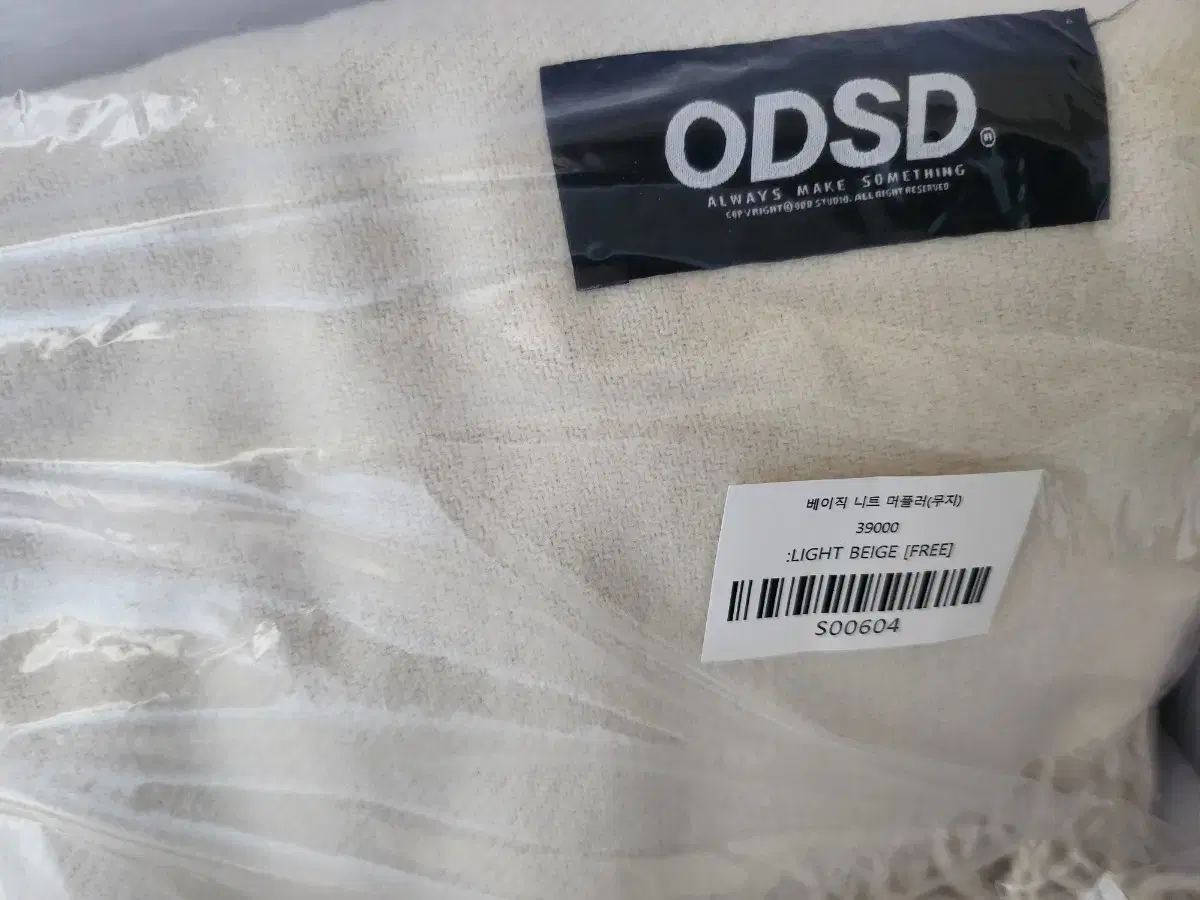 ODSD®
ALWAYS MAKE SOMETHING
COPYRIGHT© ODD STUDIO. ALL RIGHT RESERVED
베이직 니트 머플러(무지)
39000
:LIGHT BEIGE [FREE]
S00604